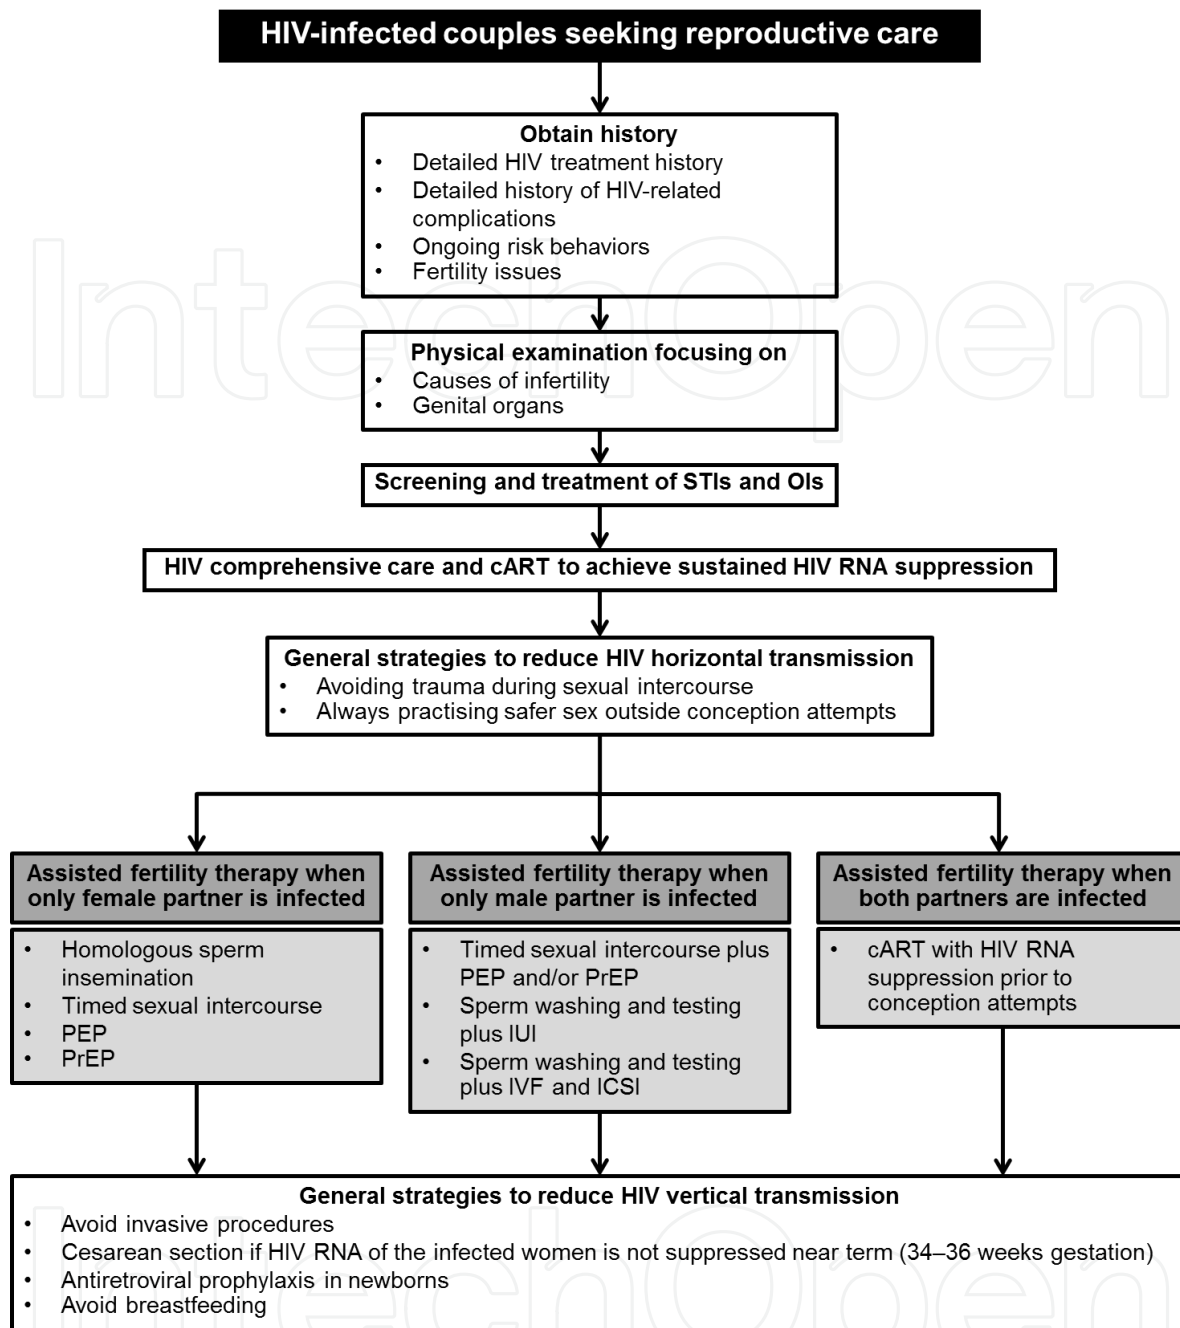 HIV-infected couples seeking reproductive care
Obtain history
• Detailed HIV treatment history
• Detailed history of HIV-related
complications
• Ongoing risk behaviors
• Fertility issues
Physical examination focusing on
• Causes of infertility
• Genital organs
Screening and treatment of STIs and OIs
HIV comprehensive care and cART to achieve sustained HIV RNA suppression
General strategies to reduce HIV horizontal transmission
• Avoiding trauma during sexual intercourse
• Always practising safer sex outside conception attempts
Assisted fertility therapy when
only female partner is infected
• Homologous sperm
insemination
• Timed sexual intercourse
• PEP
• PrEP
Assisted fertility therapy when
only male partner is infected
• Timed sexual intercourse plus
PEP and/or PrEP
• Sperm washing and testing
plus IUI
• Sperm washing and testing
plus IVF and ICSI
Assisted fertility therapy when
both partners are infected
• cART with HIV RNA
suppression prior to
conception attempts
General strategies to reduce HIV vertical transmission
• Avoid invasive procedures
• Cesarean section if HIV RNA of the infected women is not suppressed near term (34–36 weeks gestation)
• Antiretroviral prophylaxis in newborns
• Avoid breastfeeding
IntechOpen
IntechOpen